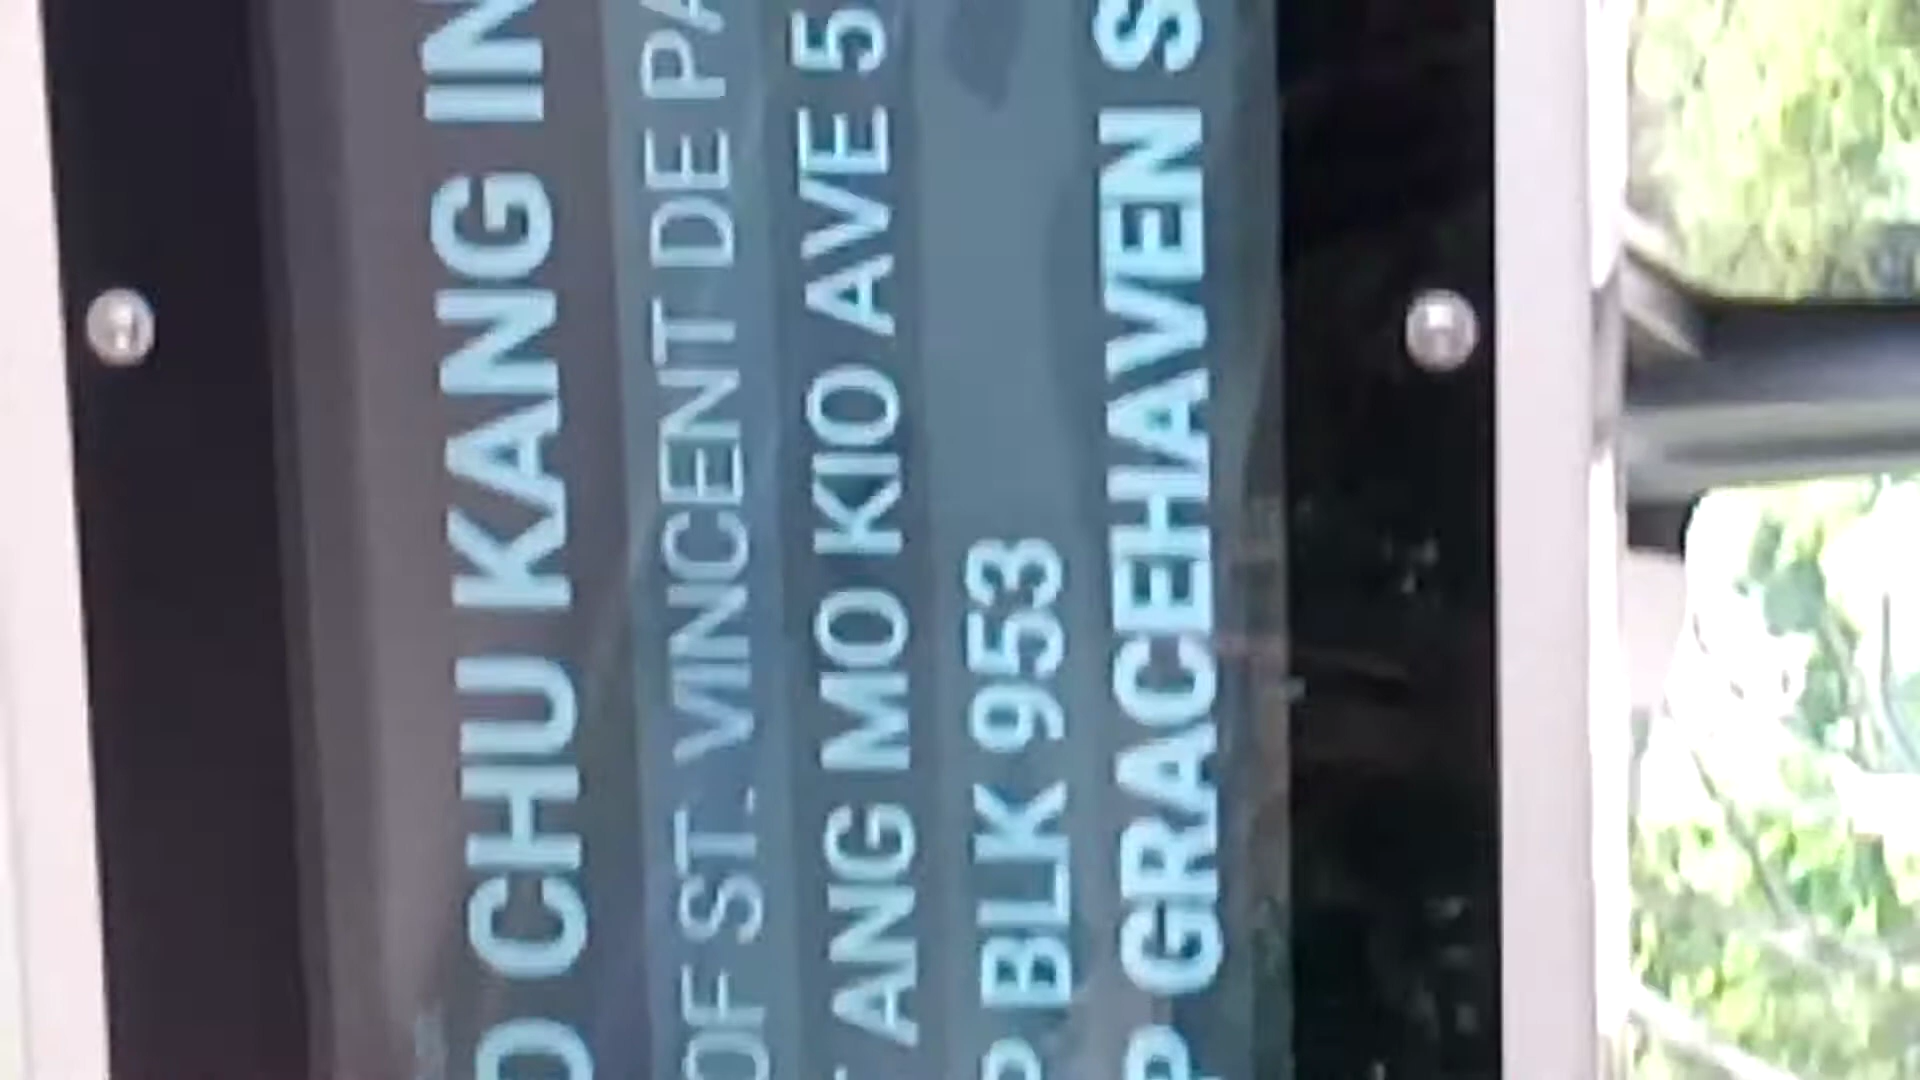 CHU KANG IN
OF ST. VINCENT DE PA
ANG MO KIO AVE 5
P BLK 953
P GRACEHAVEN S